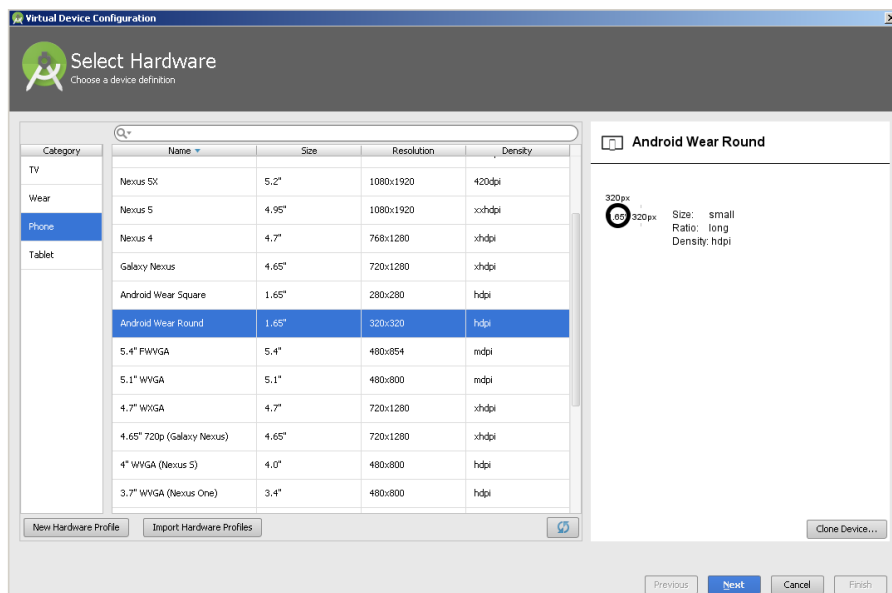 Virtual Device Configuration
Select Hardware
Choose a device definition
Category
Name Size Resolution Density
TV
Wear
Phone
Tablet
Nexus 5X 5.2" 1080x1920 420dpi
Nexus 5 4.95" 1080x1920 xxhdpi
Nexus 4 4.7" 768x1280 xhdpi
Galaxy Nexus 4.65" 720x1280 xhdpi
Android Wear Square 1.65" 280x280 hdpi
Android Wear Round 1.65" 320x320 hdpi
5.4" FWVGA 5.4" 480x854 mdpi
5.1" WVGA 5.1" 480x800 mdpi
4.7" WXGA 4.7" 720x1280 xhdpi
4.65" 720p (Galaxy Nexus) 4.65" 720x1280 xhdpi
4" WVGA (Nexus S) 4.0" 480x800 hdpi
3.7" WVGA (Nexus One) 3.4" 480x800 hdpi
New Hardware Profile Import Hardware Profiles
Android Wear Round
320px
1.65" 320px
Size: small
Ratio: long
Density: hdpi
Clone Device...
Previous Next Cancel Finish